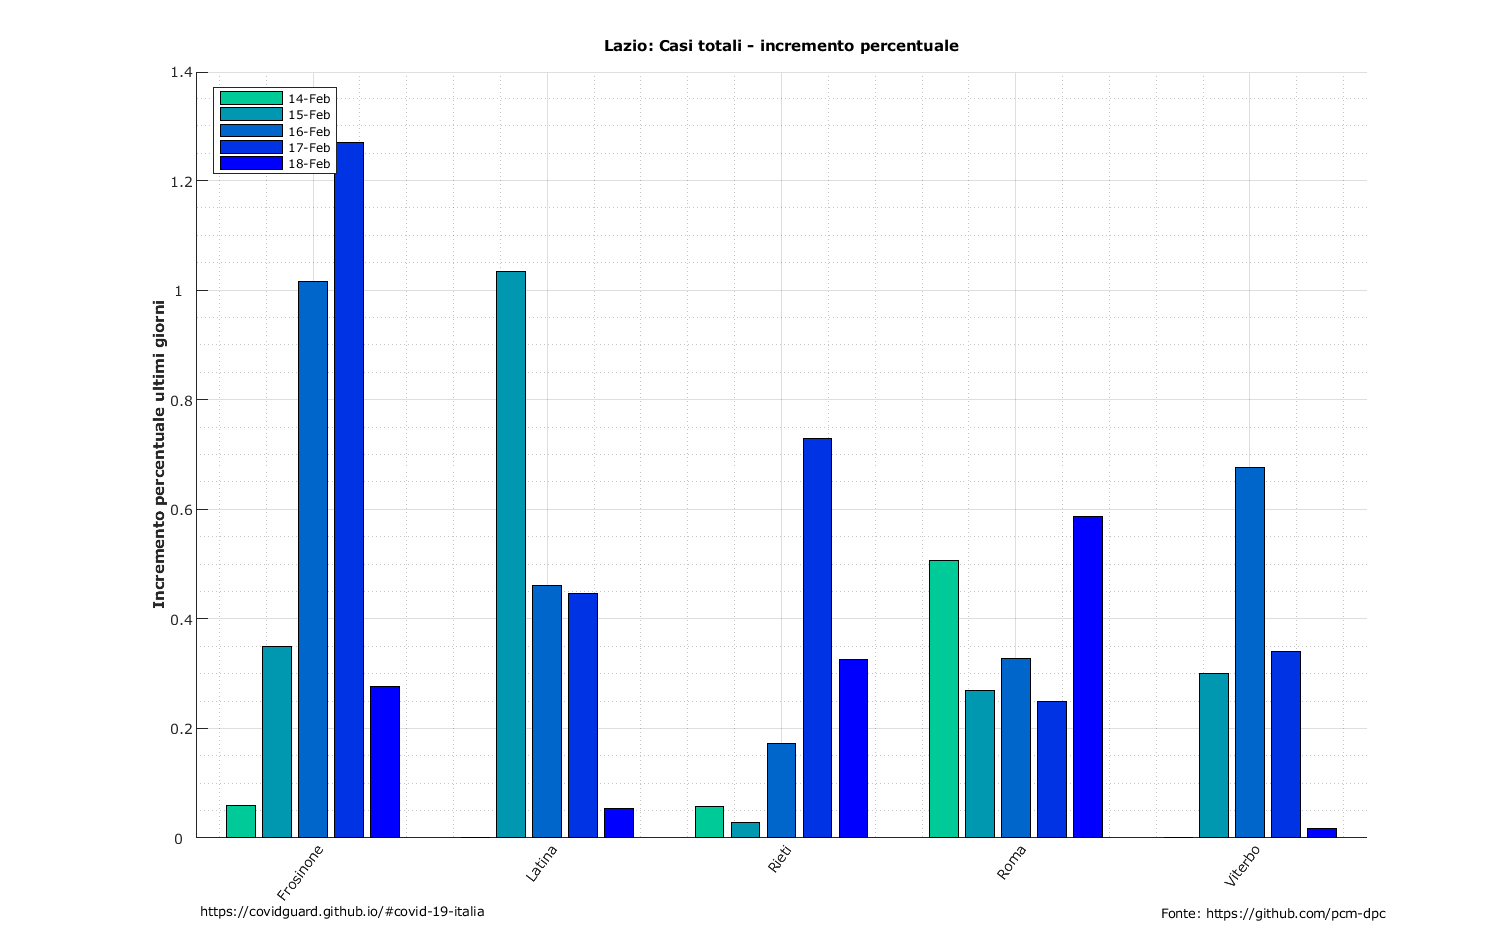 Lazio: Casi totali - incremento percentuale
1.4
1.2
1
0.8
0.6
0.4
0.2
0
Incremento percentuale ultimi giorni
14-Feb
15-Feb
16-Feb
17-Feb
18-Feb
Frosinone
Latina
Rieti
Roma
Viterbo
https://covidguard.github.io/#covid-19-italia
Fonte: https://github.com/pcm-dpc